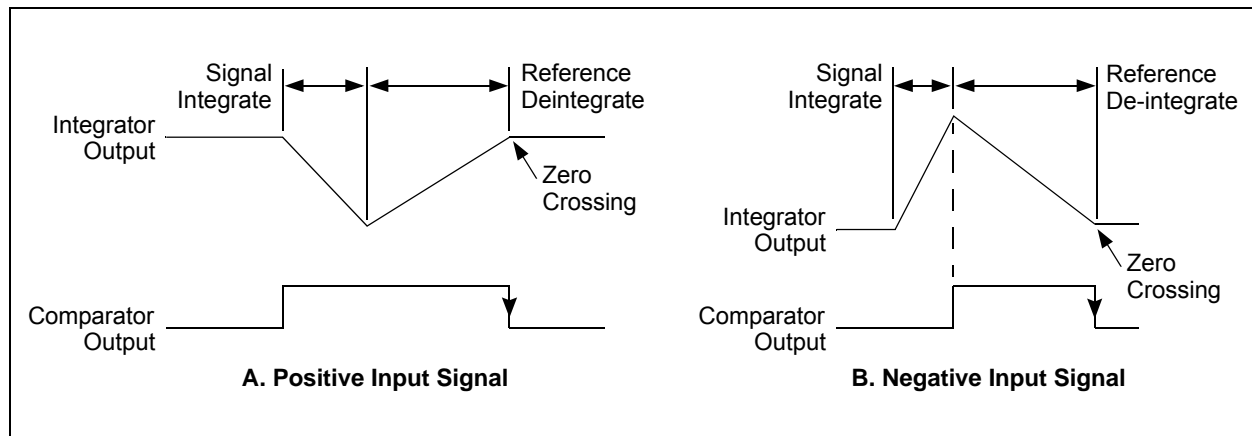 Signal
Integrate
Reference
Deintegrate
Integrator
Output
Zero
Crossing
Comparator
Output
A. Positive Input Signal
Signal
Integrate
Reference
De-integrate
Integrator
Output
Zero
Crossing
Comparator
Output
B. Negative Input Signal